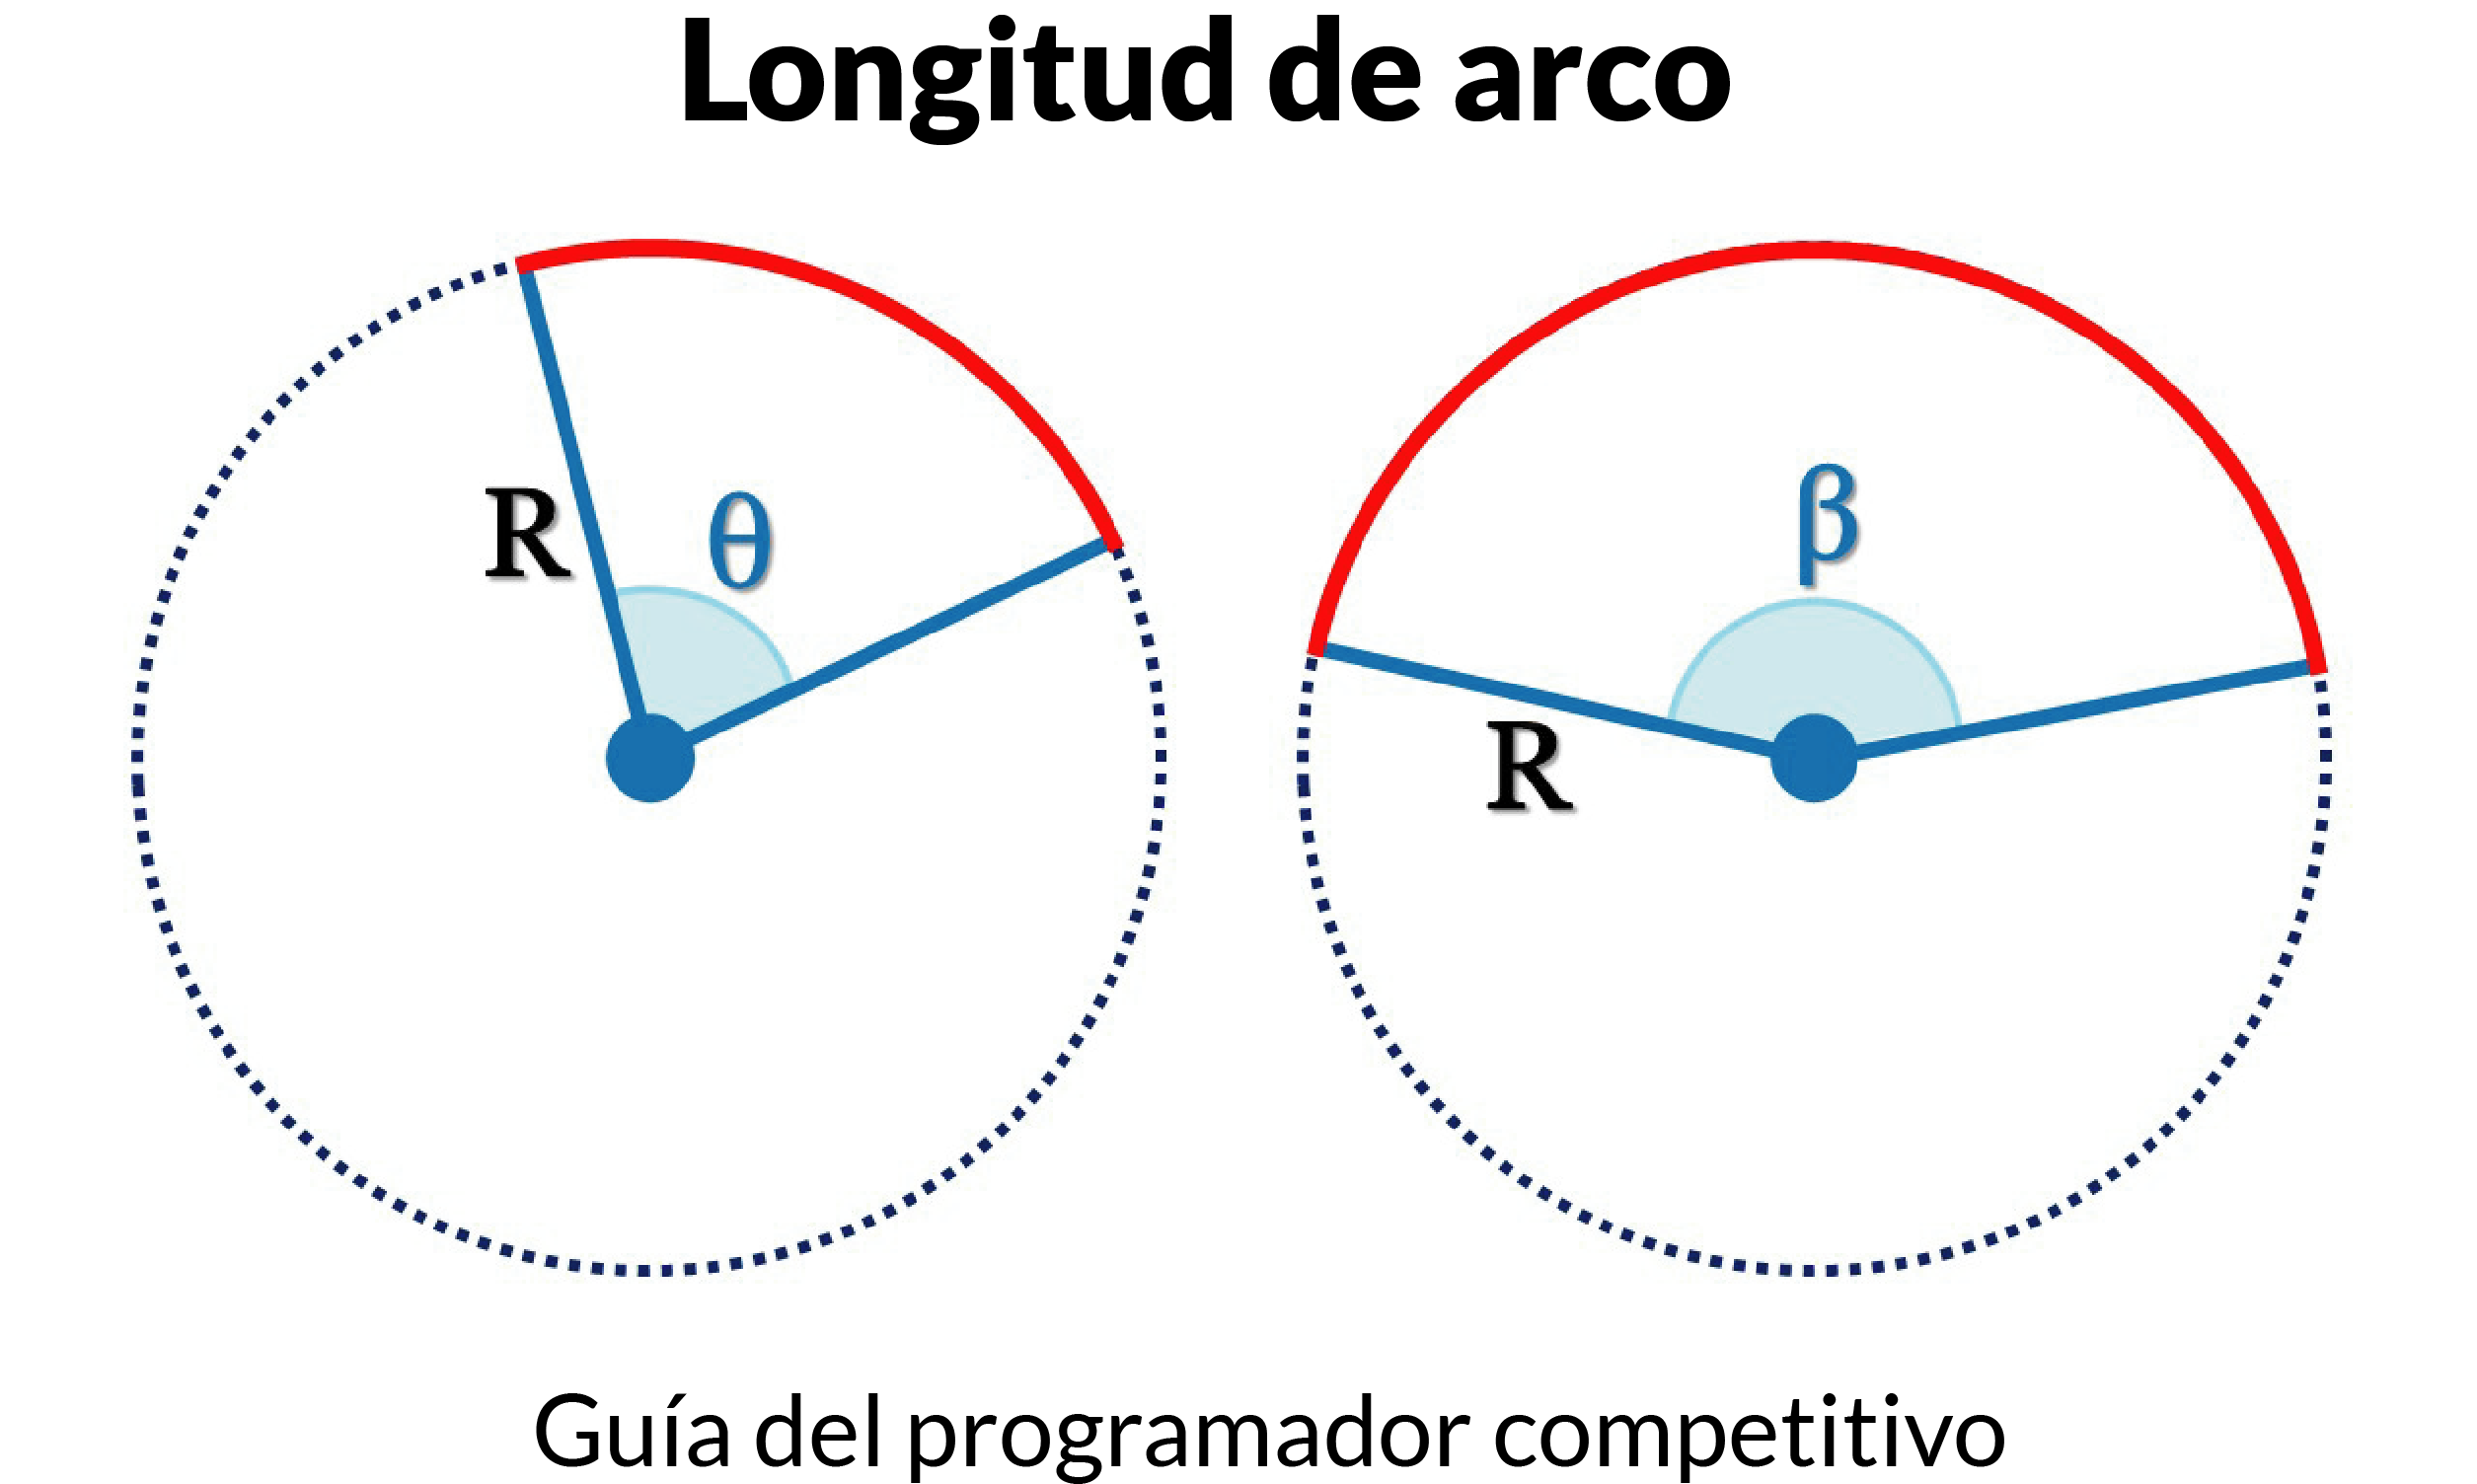 Longitud de arco
R
θ
β
R
Guía del programador competitivo